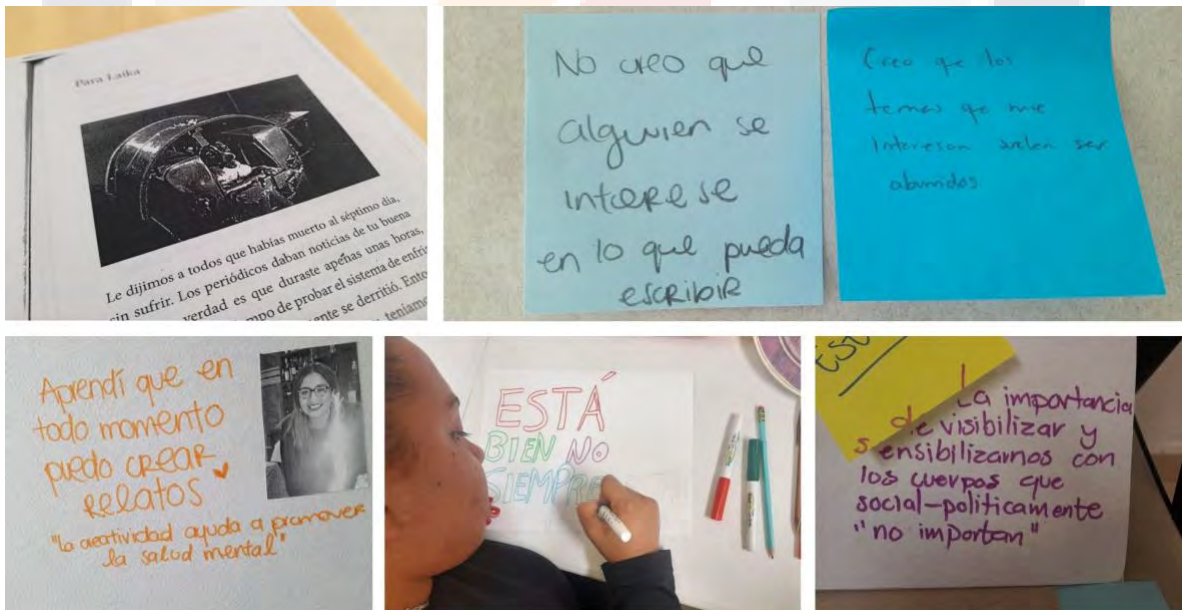 Para Laika
Le dijimos a todos que habías muerto al séptimo día,
sin sufrir. Los periódicos daban noticias de tu buena
verdad es que duraste apenas unas horas,
mpo de probar el sistema de enfri
ente se derritió. Ento
teníamo
No creo que
alguien se
interese
en lo que pueda
escribir
Creo que los
temas que me
interesan suelen ser
aburridos
Aprendí que en
todo momento
puedo crear
relatos
"la creatividad ayuda a promover
la salud mental"
ESTÁ
BIEN NO
SIEMPRE
La importancia
de visibilizar y
sensibilizarnos con
los cuerpos que
social-políticamente
"no importan"